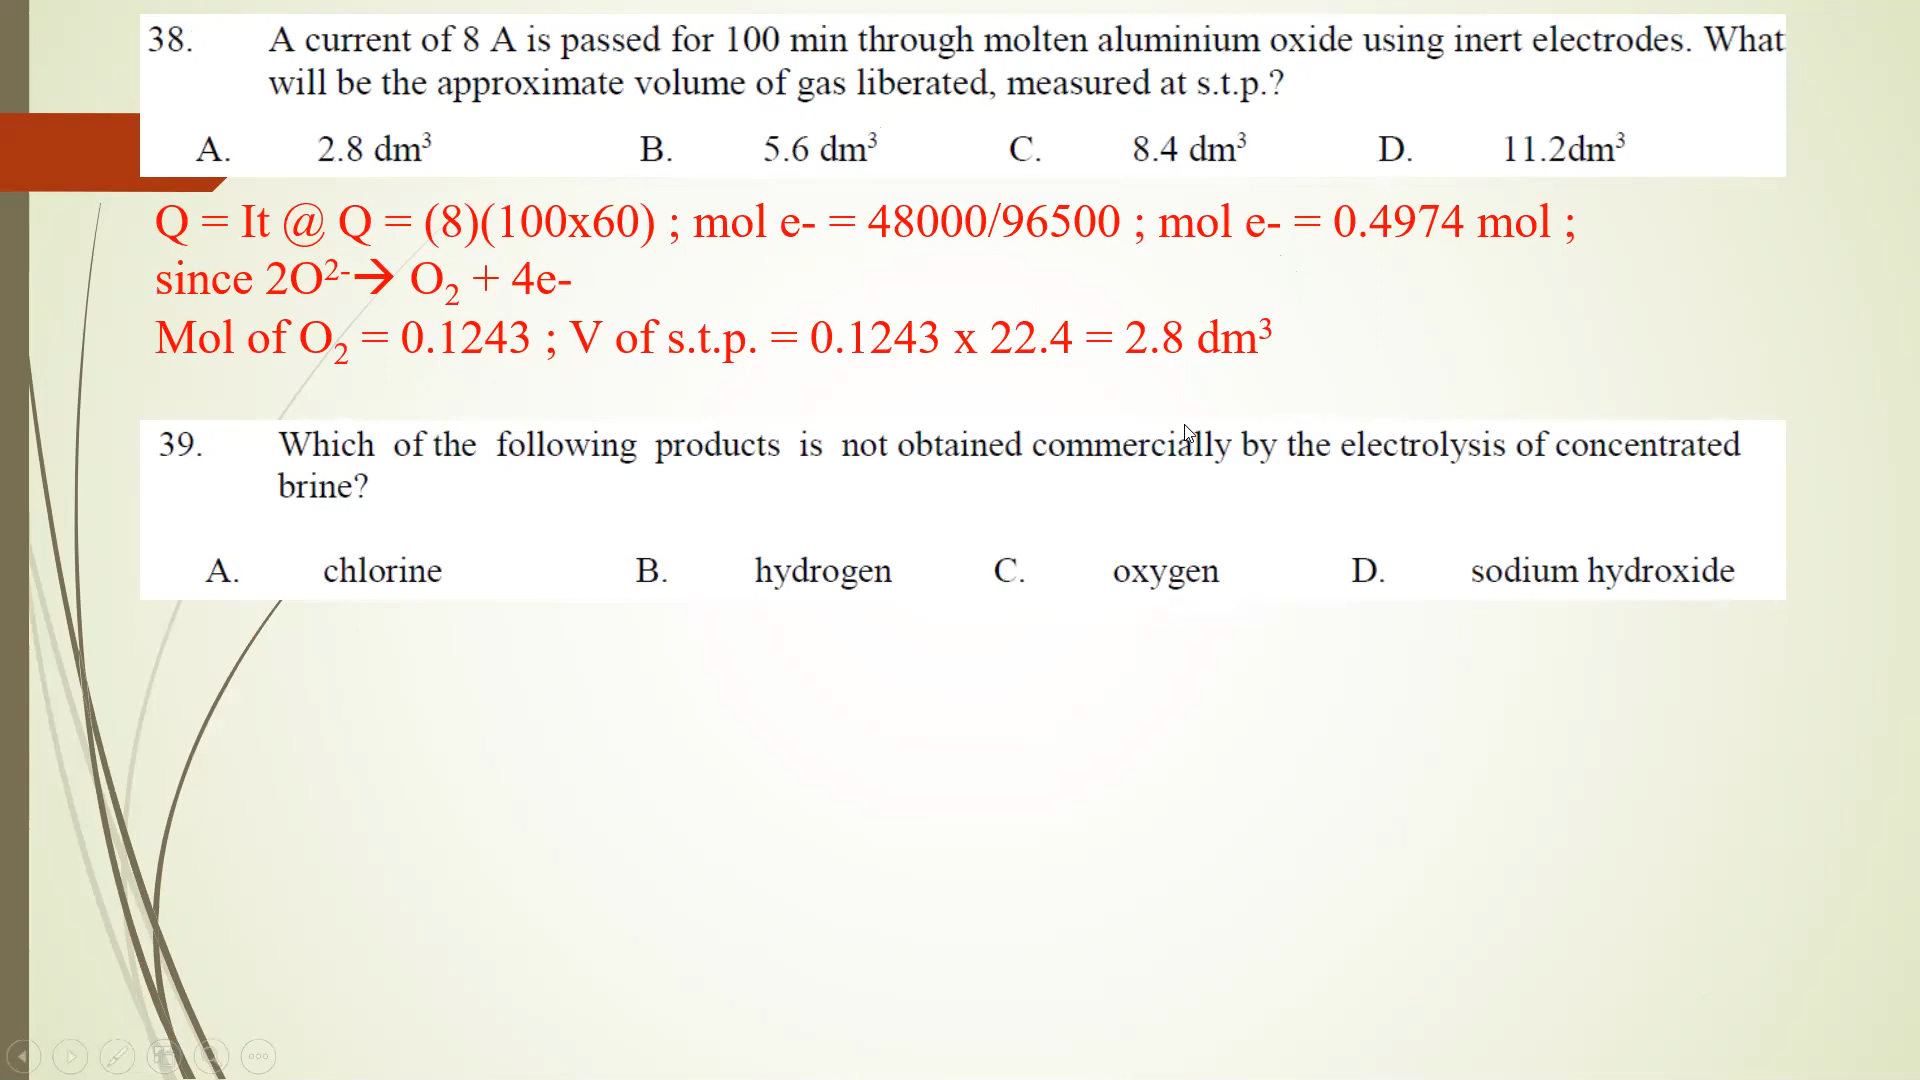 38. A current of 8 A is passed for 100 min through molten aluminium oxide using inert electrodes. What
will be the approximate volume of gas liberated, measured at s.t.p.?
A. 2.8 dm³ B. 5.6 dm³ C. 8.4 dm³ D. 11.2dm³
Q = It @ Q = (8)(100x60) ; mol e- = 48000/96500 ; mol e- = 0.4974 mol ;
since 2O²⁻→ O₂ + 4e-
Mol of O₂ = 0.1243 ; V of s.t.p. = 0.1243 x 22.4 = 2.8 dm³
39. Which of the following products is not obtained commercially by the electrolysis of concentrated
brine?
A. chlorine B. hydrogen C. oxygen D. sodium hydroxide